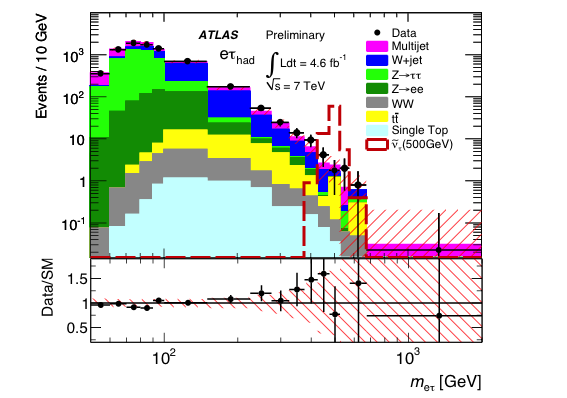 Events / 10 GeV
10³
10²
10
1
10⁻¹
ATLAS Preliminary
eτhad
∫ Ldt = 4.6 fb⁻¹
√s = 7 TeV
Data
Multijet
W+jet
Z→ττ
Z→ee
WW
tt̄
Single Top
ν̃τ(500GeV)
Data/SM
1.5
1
0.5
10² 10³
meτ [GeV]